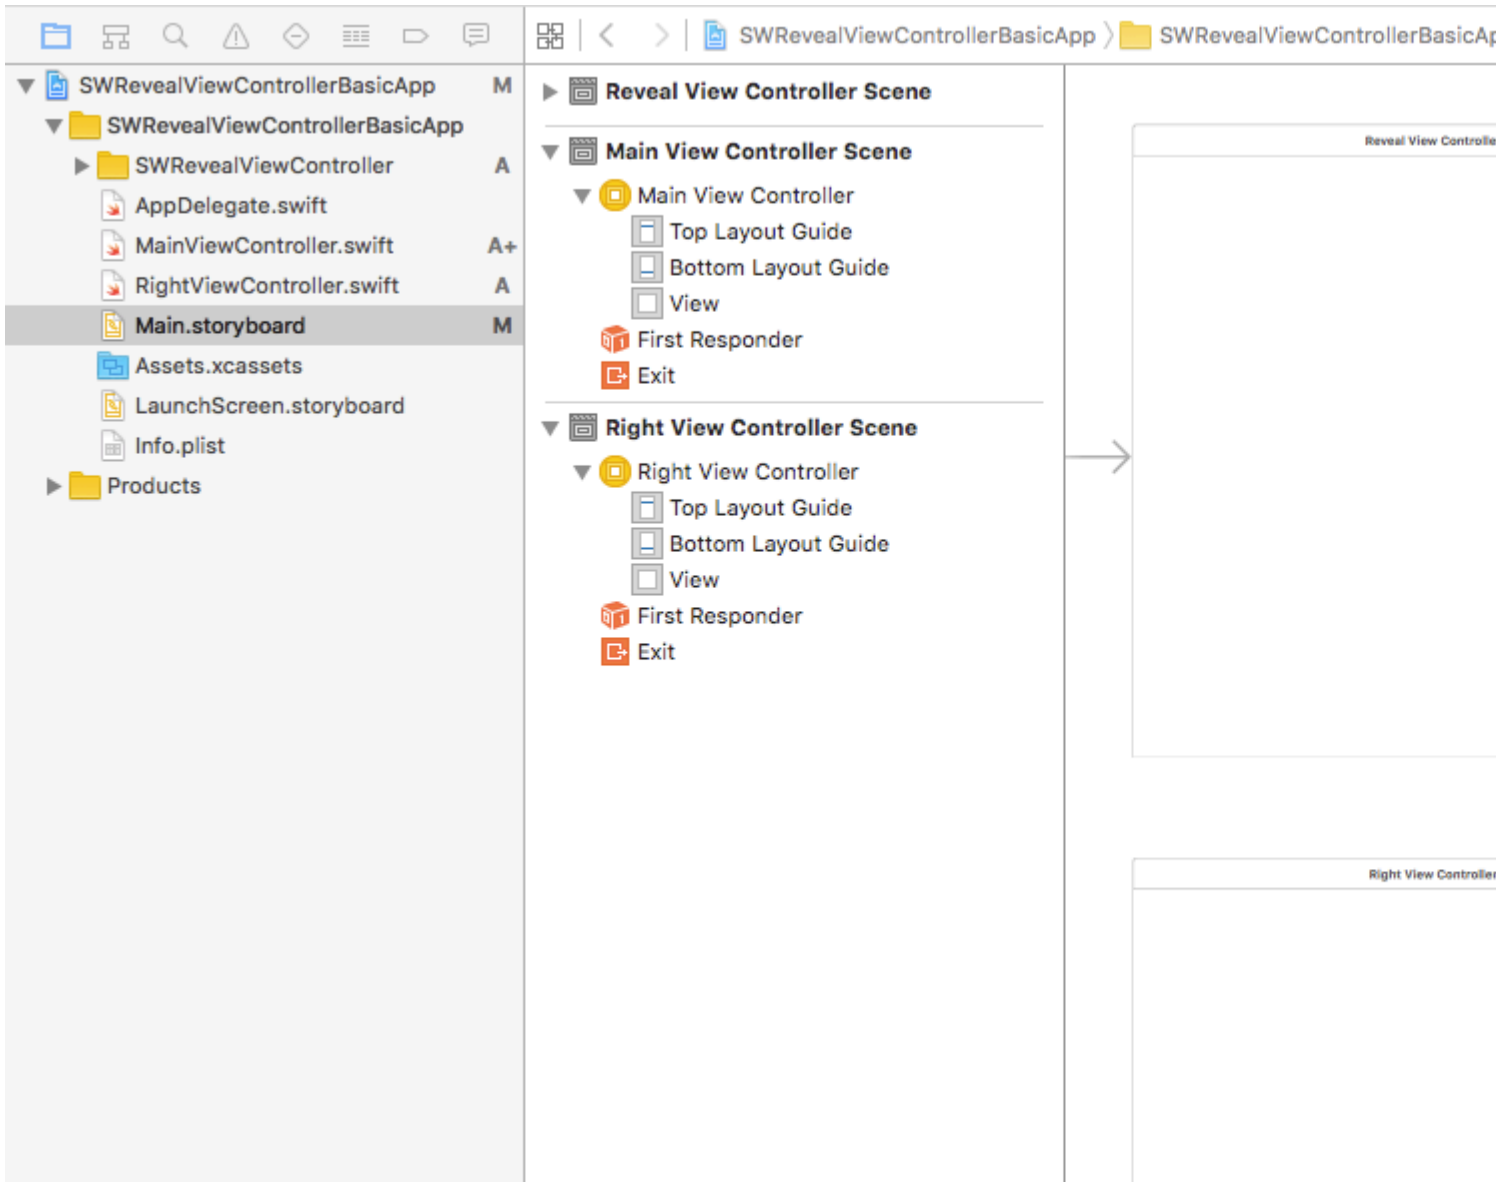 SWRevealViewControllerBasicApp SWRevealViewControllerBasicAp
SWRevealViewControllerBasicApp M
SWRevealViewControllerBasicApp
SWRevealViewController A
AppDelegate.swift
MainViewController.swift A+
RightViewController.swift A
Main.storyboard M
Assets.xcassets
LaunchScreen.storyboard
Info.plist
Products
Reveal View Controller Scene
Main View Controller Scene
Main View Controller
Top Layout Guide
Bottom Layout Guide
View
First Responder
Exit
Right View Controller Scene
Right View Controller
Top Layout Guide
Bottom Layout Guide
View
First Responder
Exit
Reveal View Controlle
Right View Controller